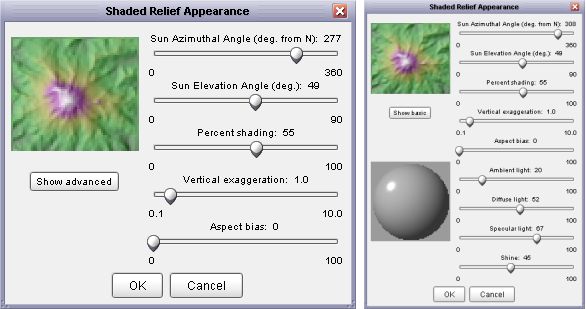 Shaded Relief Appearance
Sun Azimuthal Angle (deg. from N): 277
0 360
Sun Elevation Angle (deg.): 49
0 90
Percent shading: 55
0 100
Show advanced
Vertical exaggeration: 1.0
0.1 10.0
Aspect bias: 0
0 100
OK Cancel
Shaded Relief Appearance
Sun Azimuthal Angle (deg. from N): 308
0 360
Sun Elevation Angle (deg.): 49
0 90
Percent shading: 55
0 100
Show basic
Vertical exaggeration: 1.0
0.1 10.0
Aspect bias: 0
0 100
Ambient light: 20
0 100
Diffuse light: 52
0 100
Specular light: 67
0 100
Shine: 45
0 100
OK Cancel